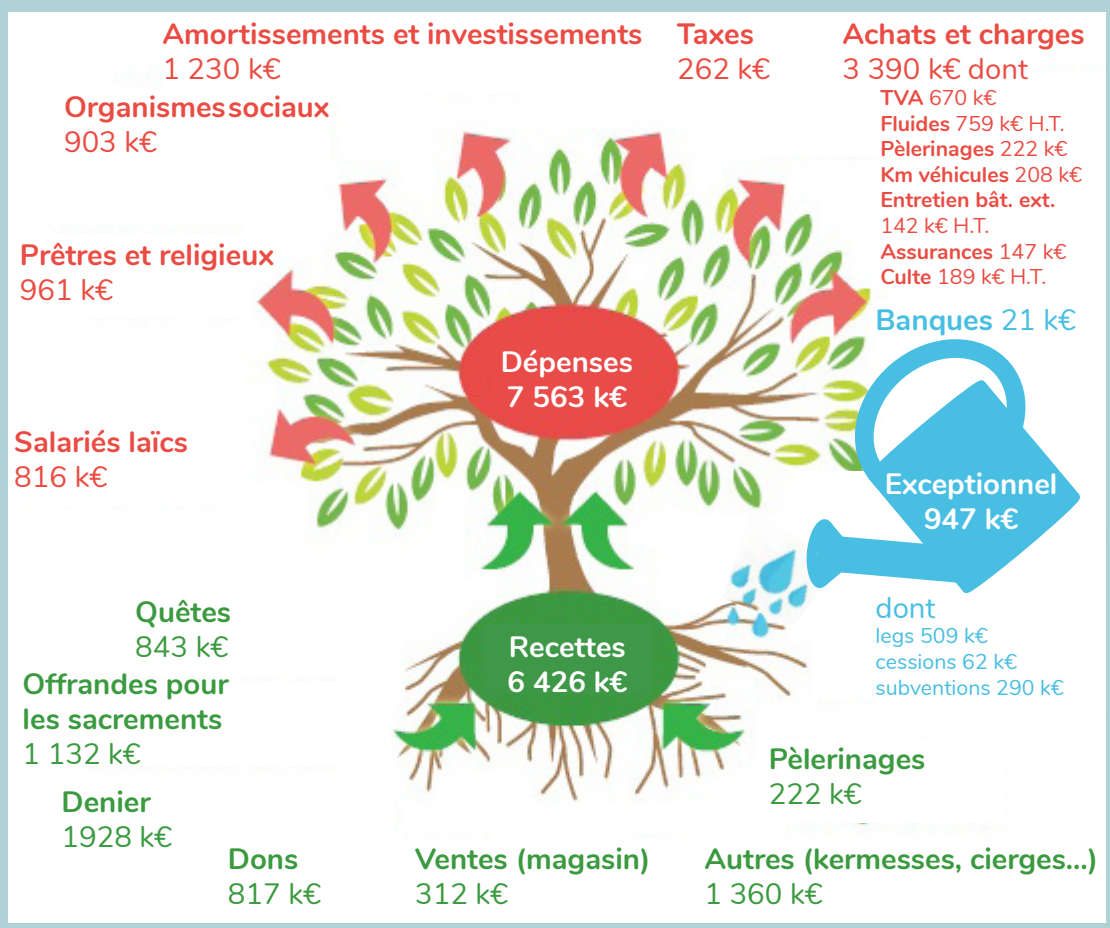 Amortissements et investissements
1 230 k€
Taxes
262 k€
Achats et charges
3 390 k€ dont
TVA 670 k€
Fluides 759 k€ H.T.
Pèlerinages 222 k€
Km véhicules 208 k€
Entretien bât. ext.
142 k€ H.T.
Assurances 147 k€
Culte 189 k€ H.T.
Organismes sociaux
903 k€
Prêtres et religieux
961 k€
Salariés laïcs
816 k€
Dépenses
7 563 k€
Banques 21 k€
Exceptionnel
947 k€
dont
legs 509 k€
cessions 62 k€
subventions 290 k€
Recettes
6 426 k€
Quêtes
843 k€
Offrandes pour
les sacrements
1 132 k€
Denier
1928 k€
Dons
817 k€
Ventes (magasin)
312 k€
Pèlerinages
222 k€
Autres (kermesses, cierges...)
1 360 k€